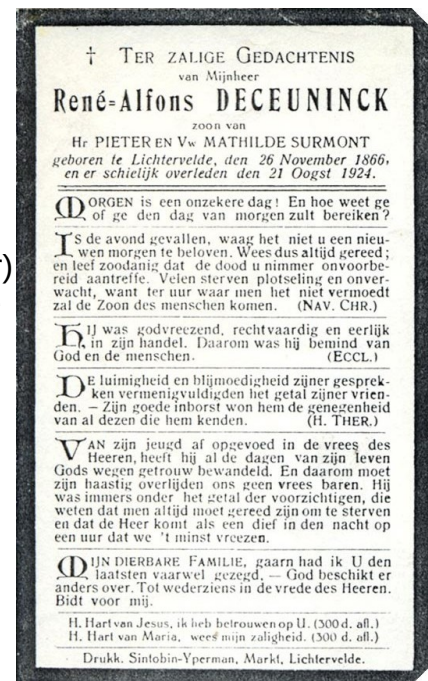 † TER ZALIGE GEDACHTENIS
van Mijnheer
René=Alfons DECEUNINCK
zoon van
Hr PIETER EN Vw MATHILDE SURMONT
geboren te Lichtervelde, den 26 November 1866,
en er schielijk overleden den 21 Oogst 1924.
MORGEN is een onzekere dag! En hoe weet ge
of ge den dag van morgen zult bereiken?
IS de avond gevallen, waag het niet u een nieu-
wen morgen te beloven. Wees dus altijd gereed;
en leef zoodanig dat de dood u nimmer onvoorbe-
reid aantreffe. Velen sterven plotseling en onver-
wacht, want ter uur waar men het niet vermoedt
zal de Zoon des menschen komen. (NAV. CHR.)
HIJ was godvreezend, rechtvaardig en eerlijk
in zijn handel. Daarom was hij bemind van
God en de menschen. (ECCL.)
DE luimigheid en blijmoedigheid zijner gesprek-
ken vermenigvuldigden het getal zijner vrien-
den. — Zijn goede inborst won hem de genegenheid
van al dezen die hem kenden. (H. THER.)
VAN zijn jeugd af opgevoed in de vrees des
Heeren, heeft hij al de dagen van zijn leven
Gods wegen getrouw bewandeld. En daarom moet
zijn haastig overlijden ons geen vrees baren. Hij
was immers onder het getal der voorzichtigen, die
weten dat men altijd moet gereed zijn om te sterven
en dat de Heer komt als een dief in den nacht op
een uur dat we 't minst vreezen.
MIJN DIERBARE FAMILIE, gaarn had ik U den
laatsten vaarwel gezegd, — God beschikt er
anders over. Tot wederziens in de vrede des Heeren.
Bidt voor mij.
H. Hart van Jesus, ik heb betrouwen op U. (300 d. afl.)
H. Hart van Maria, wees mijn zaligheid. (300 d. afl.)
Drukk. Sintobin-Yperman, Markt, Lichtervelde.
)